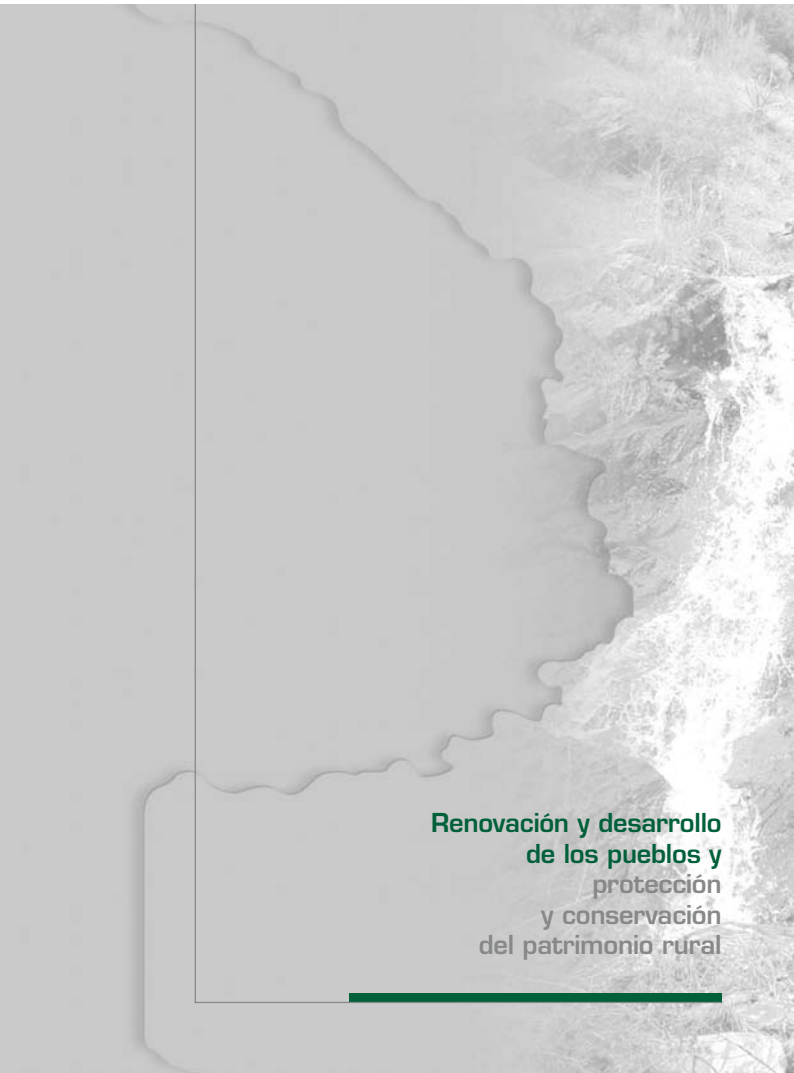 Renovación y desarrollo
de los pueblos y
protección
y conservación
del patrimonio rural